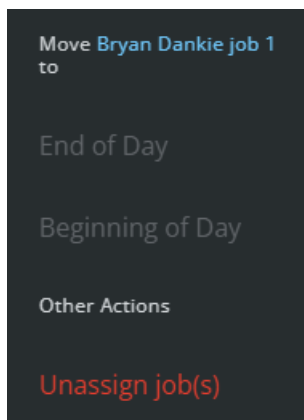 Move Bryan Dankie job 1
to
End of Day
Beginning of Day
Other Actions
Unassign job(s)